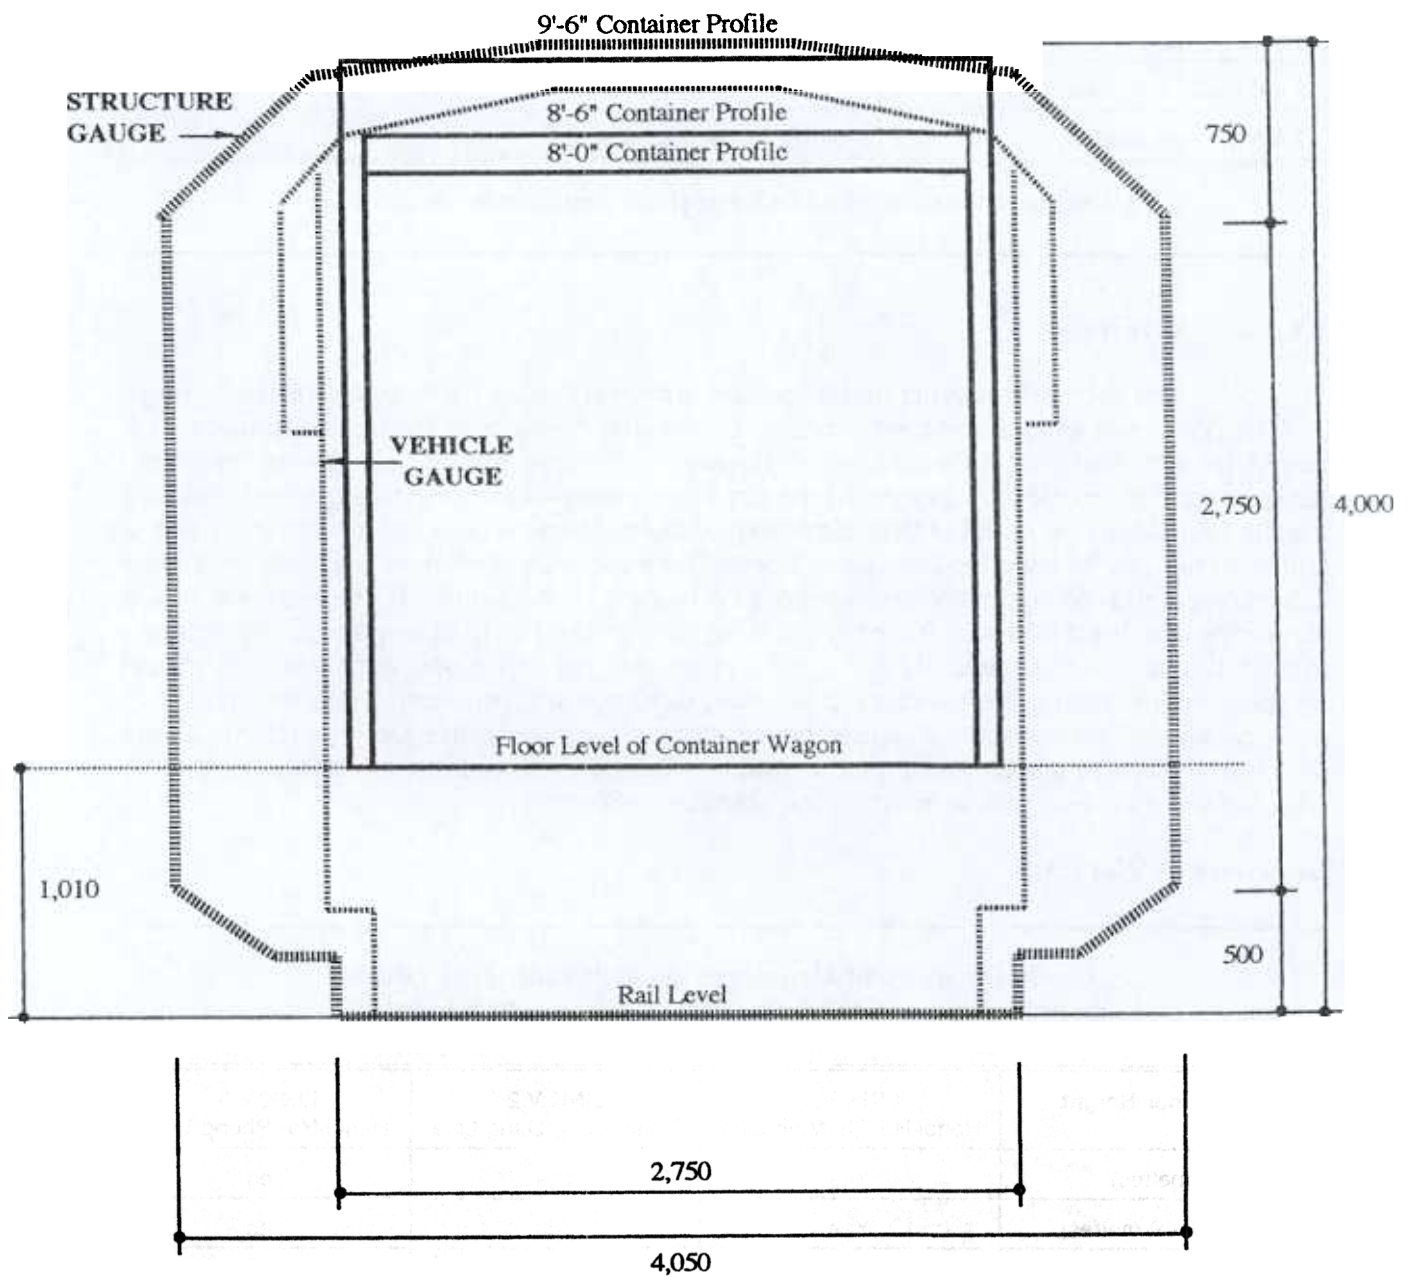 9'-6" Container Profile
STRUCTURE
GAUGE
8'-6" Container Profile
8'-0" Container Profile
750
VEHICLE
GAUGE
2,750
4,000
Floor Level of Container Wagon
1,010
500
Rail Level
2,750
4,050